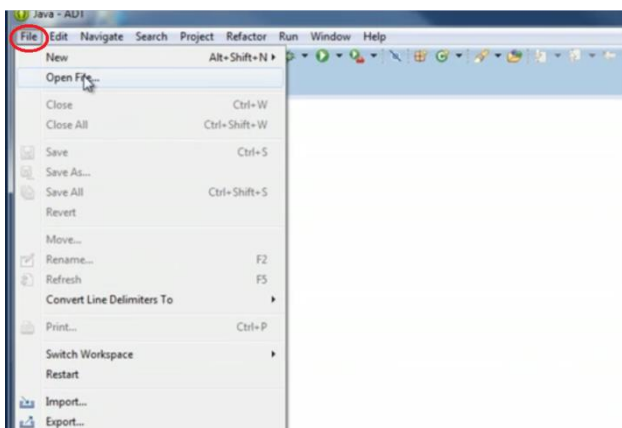 Java - ADT
File Edit Navigate Search Project Refactor Run Window Help
New Alt+Shift+N
Open File...
Close Ctrl+W
Close All Ctrl+Shift+W
Save Ctrl+S
Save As...
Save All Ctrl+Shift+S
Revert
Move...
Rename... F2
Refresh F5
Convert Line Delimiters To
Print... Ctrl+P
Switch Workspace
Restart
Import...
Export...